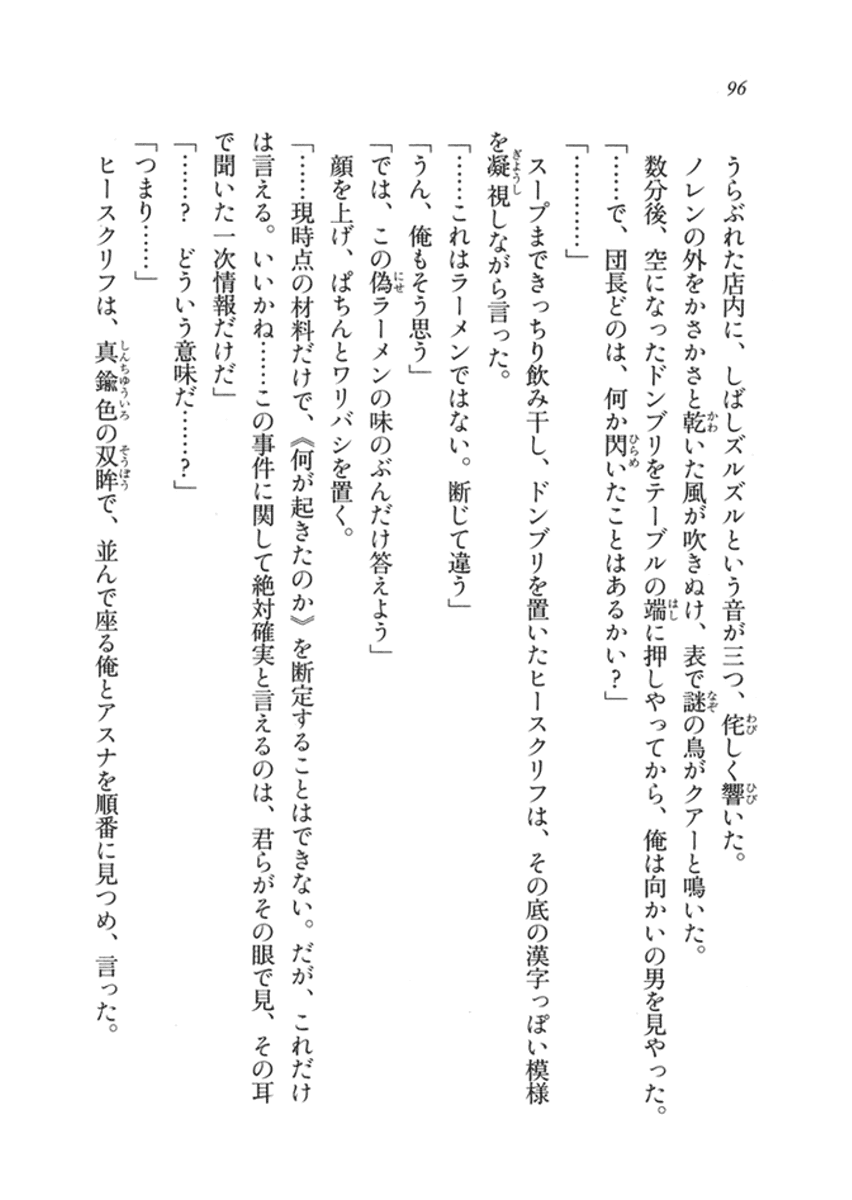 96
うらぶれた店内に、しばしズルズルという音が三つ、侘しく響いた。
ノレンの外をかさかさと乾いた風が吹きぬけ、表で謎の鳥がクアーと鳴いた。
数分後、空になったドンブリをテーブルの端に押しやってから、俺は向かいの男を見やった。
「……で、団長どのは、何か閃いたことはあるかい？」
「…………」
スープまできっちり飲み干し、ドンブリを置いたヒースクリフは、その底の漢字っぽい模様
を凝視しながら言った。
「……これはラーメンではない。断じて違う」
「うん、俺もそう思う」
「では、この偽ラーメンの味のぶんだけ答えよう」
顔を上げ、ぱちんとワリバシを置く。
「……現時点の材料だけで、《何が起きたのか》を断定することはできない。だが、これだけ
は言える。いいかね……この事件に関して絶対確実と言えるのは、君らがその眼で見、その耳
で聞いた一次情報だけだ」
「……？　どういう意味だ……？」
「つまり……」
ヒースクリフは、真鍮色の双眸で、並んで座る俺とアスナを順番に見つめ、言った。